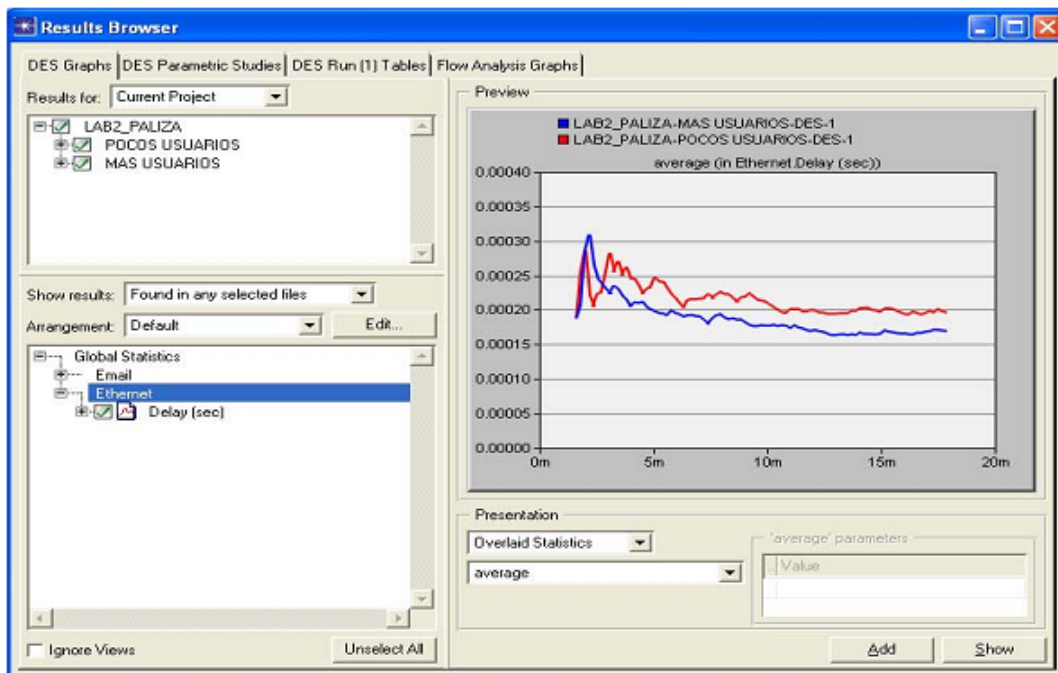 Results Browser
DES Graphs DES Parametric Studies DES Run (1) Tables Flow Analysis Graphs
Results for: Current Project
LAB2_PALIZA
POCOS USUARIOS
MAS USUARIOS
Show results: Found in any selected files
Arrangement: Default Edit...
Global Statistics
Email
Ethernet
Delay (sec)
Ignore Views Unselect All
Preview
LAB2_PALIZA-MAS USUARIOS-DES-1
LAB2_PALIZA-POCOS USUARIOS-DES-1
average (in Ethernet.Delay (sec))
0.00040
0.00035
0.00030
0.00025
0.00020
0.00015
0.00010
0.00005
0.00000
0m 5m 10m 15m 20m
Presentation
Overlaid Statistics
average
'average' parameters
... Value
Add Show